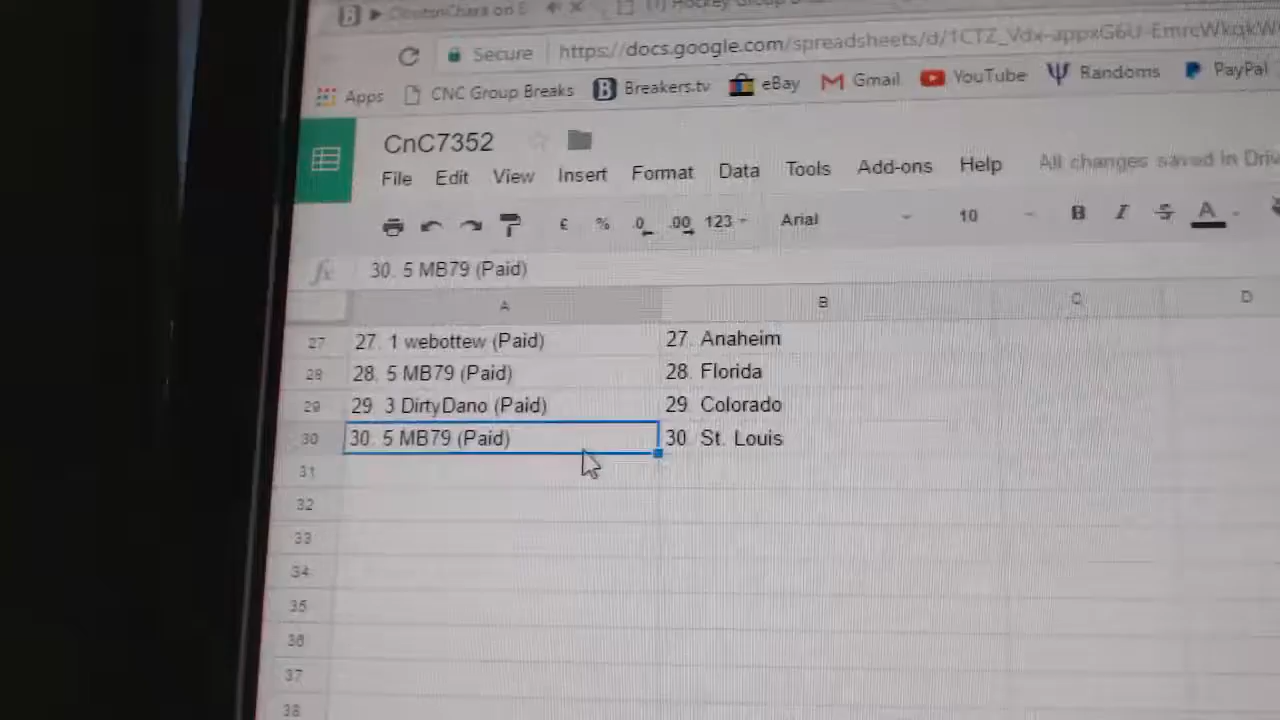 Secure https://docs.google.com/spreadsheets/d/1CTZ_Vdx-appxG6U-EmrcWkqkW
Apps CNC Group Breaks Breakers.tv eBay Gmail YouTube Randoms PayPal
CnC7352
File Edit View Insert Format Data Tools Add-ons Help All changes saved in Driv
£ % .0 .00 123 Arial 10 B I S A
fx 30. 5 MB79 (Paid)
A B C D
27 27. 1 webottew (Paid) 27. Anaheim
28 28. 5 MB79 (Paid) 28. Florida
29 29 3 DirtyDano (Paid) 29 Colorado
30 30. 5 MB79 (Paid) 30 St. Louis
31
32
33
34
35
36
37
38